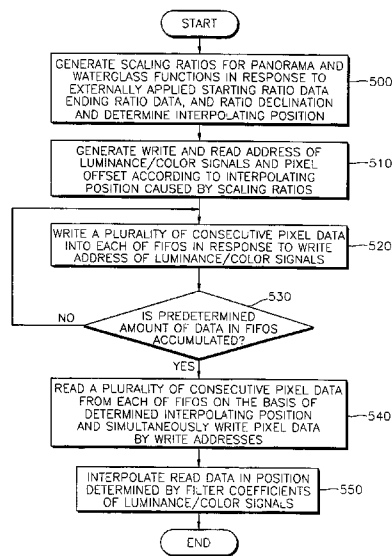 START
GENERATE SCALING RATIOS FOR PANORAMA AND
WATERGLASS FUNCTIONS IN RESPONSE TO
EXTERNALLY APPLIED STARTING RATIO DATA
ENDING RATIO DATA, AND RATIO DECLINATION
AND DETERMINE INTERPOLATING POSITION
500
GENERATE WRITE AND READ ADDRESS OF
LUMINANCE/COLOR SIGNALS AND PIXEL
OFFSET ACCORDING TO INTERPOLATING
POSITION CAUSED BY SCALING RATIOS
510
WRITE A PLURALITY OF CONSECUTIVE PIXEL DATA
INTO EACH OF FIFOS IN RESPONSE TO WRITE
ADDRESS OF LUMINANCE/COLOR SIGNALS
520
530
IS PREDETERMINED
AMOUNT OF DATA IN FIFOS
ACCUMULATED?
NO
YES
READ A PLURALITY OF CONSECUTIVE PIXEL DATA
FROM EACH OF FIFOS ON THE BASIS OF
DETERMINED INTERPOLATING POSITION
AND SIMULTANEOUSLY WRITE PIXEL DATA
BY WRITE ADDRESSES
540
INTERPOLATE READ DATA IN POSITION
DETERMINED BY FILTER COEFFICIENTS
OF LUMINANCE/COLOR SIGNALS
550
END